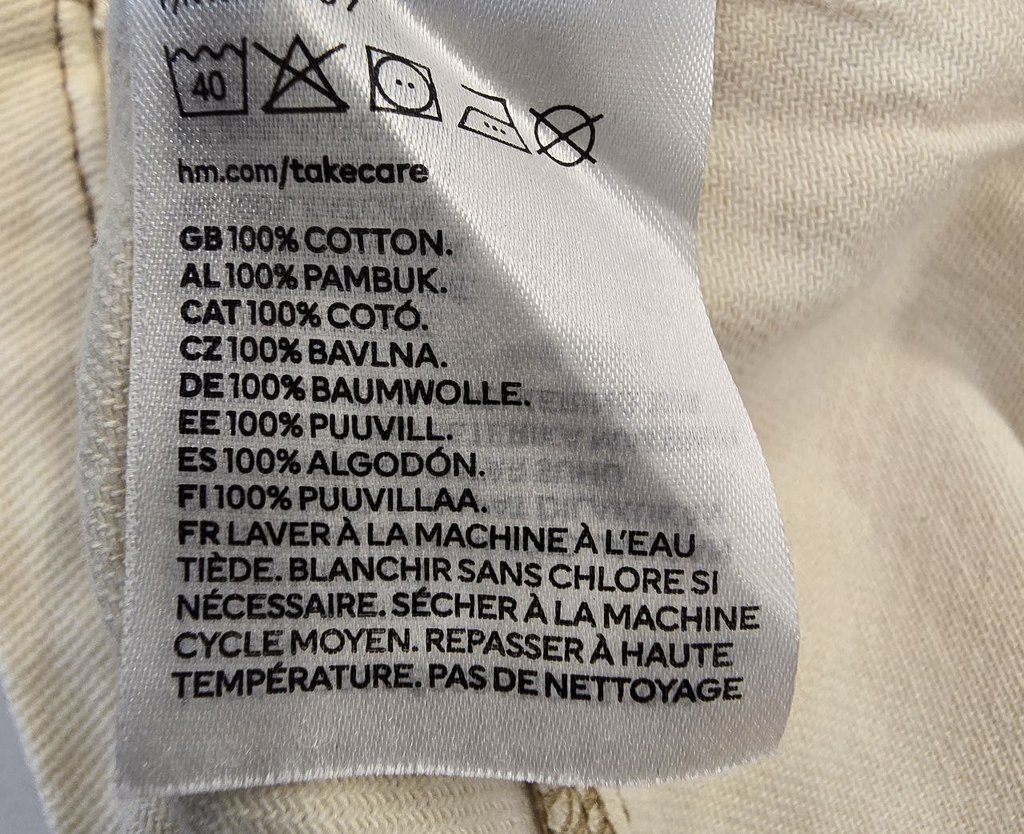 40
hm.com/takecare
GB 100% COTTON.
AL 100% PAMBUK.
CAT 100% COTÓ.
CZ 100% BAVLNA.
DE 100% BAUMWOLLE.
EE 100% PUUVILL.
ES 100% ALGODÓN.
FI 100% PUUVILLAA.
FR LAVER À LA MACHINE À L'EAU
TIÈDE. BLANCHIR SANS CHLORE SI
NÉCESSAIRE. SÉCHER À LA MACHINE
CYCLE MOYEN. REPASSER À HAUTE
TEMPÉRATURE. PAS DE NETTOYAGE